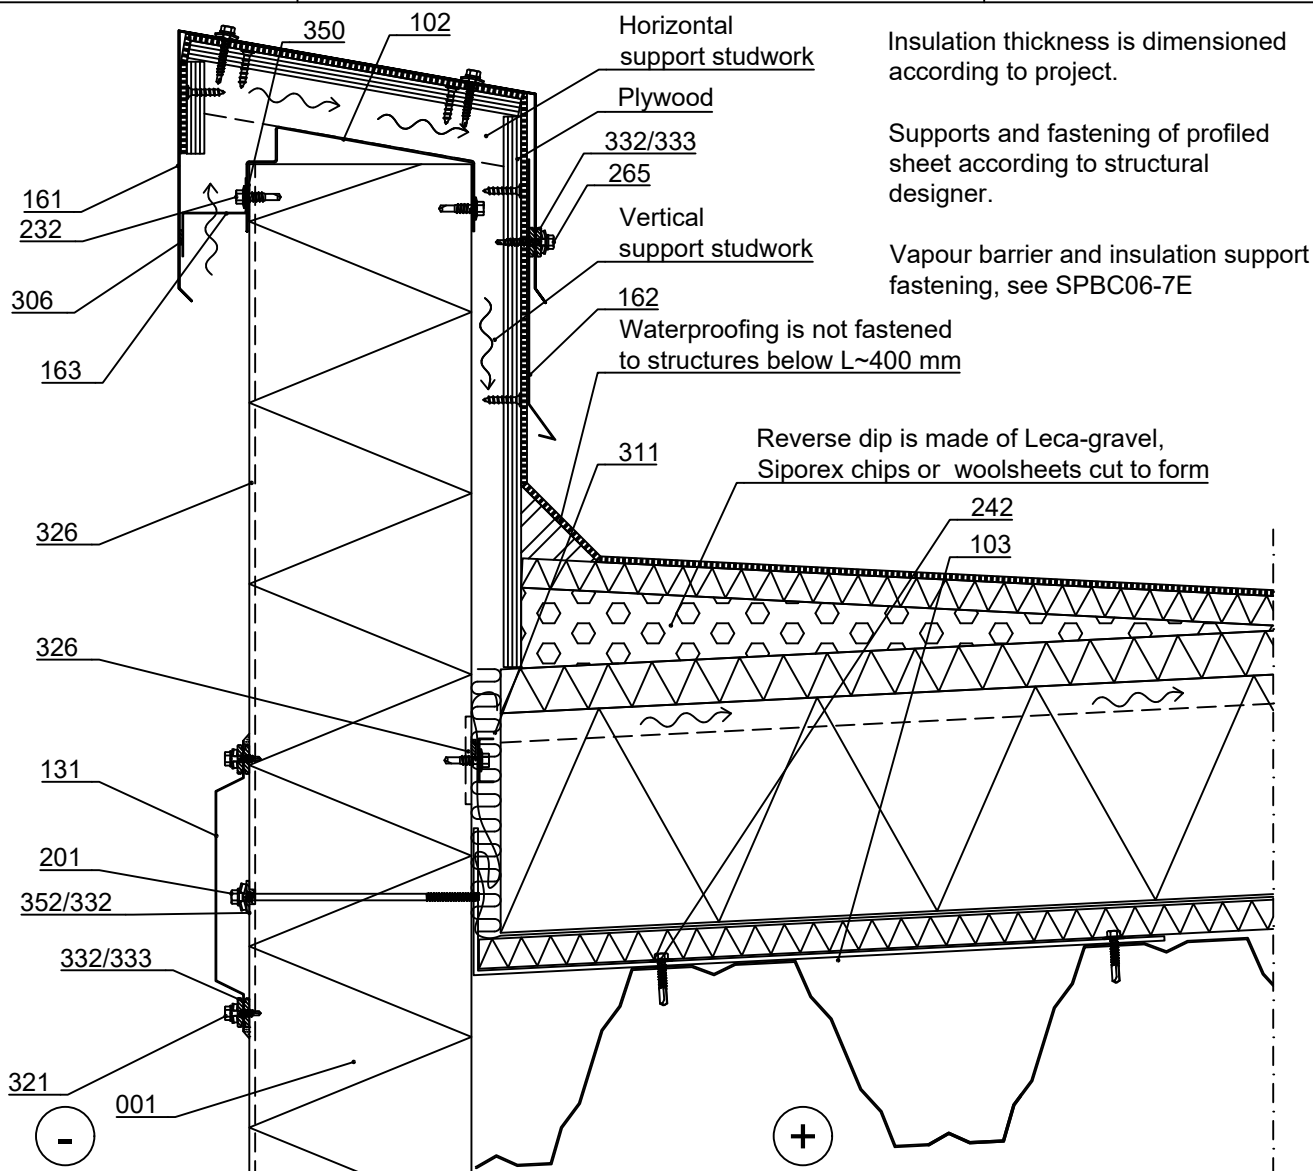 350
102
Horizontal
support studwork
Plywood
332/333
265
Insulation thickness is dimensioned
according to project.
Supports and fastening of profiled
sheet according to structural
designer.
Vapour barrier and insulation support
fastening, see SPBC06-7E
161
232
306
163
Vertical
support studwork
162
Waterproofing is not fastened
to structures below L~400 mm
311
Reverse dip is made of Leca-gravel,
Siporex chips or woolsheets cut to form
242
103
326
326
131
201
352/332
332/333
321
001
-
+